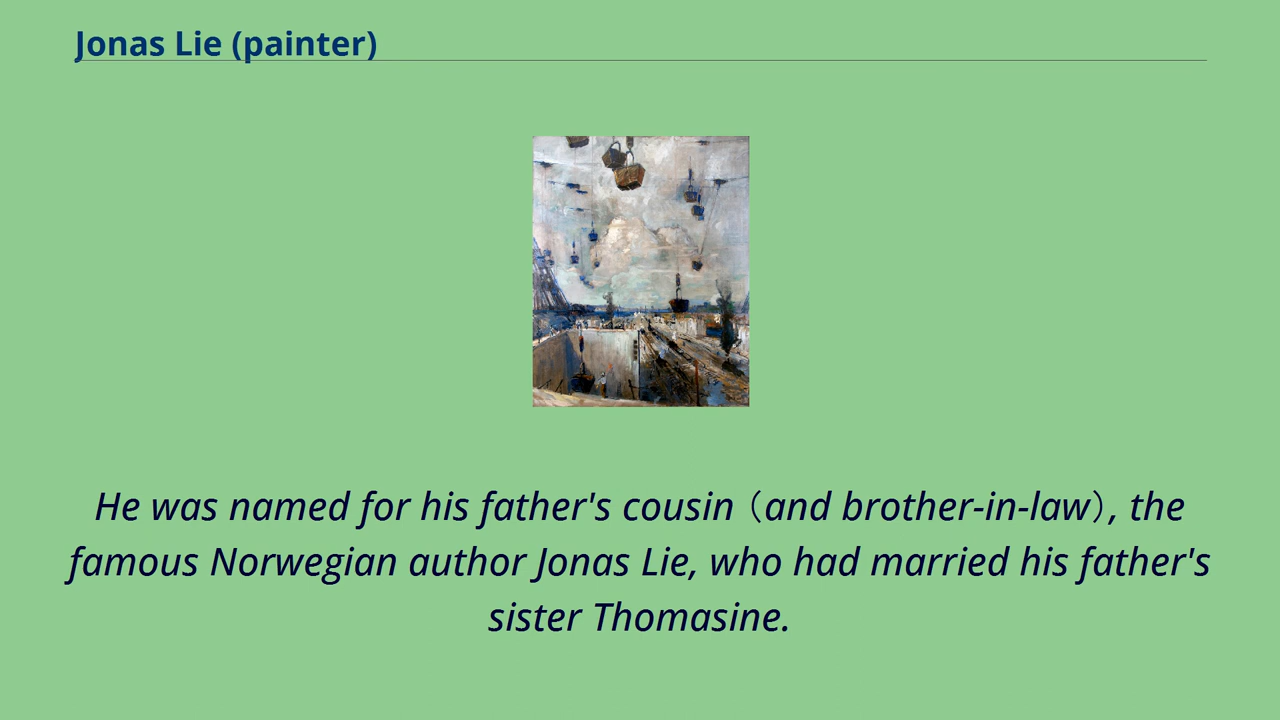 Jonas Lie (painter)
He was named for his father's cousin（and brother-in-law）, the
famous Norwegian author Jonas Lie, who had married his father's
sister Thomasine.